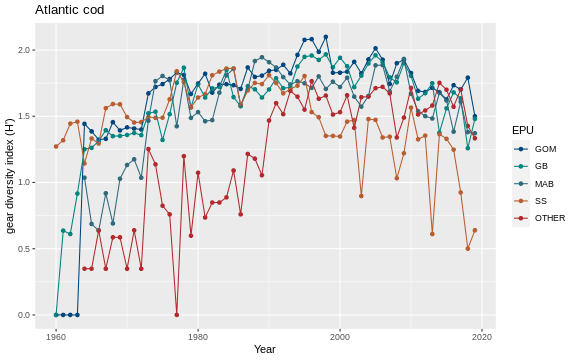 Atlantic cod
gear diversity index (H')
2.0
1.5
1.0
0.5
0.0
1960
1980
2000
2020
Year
EPU
GOM
GB
MAB
SS
OTHER